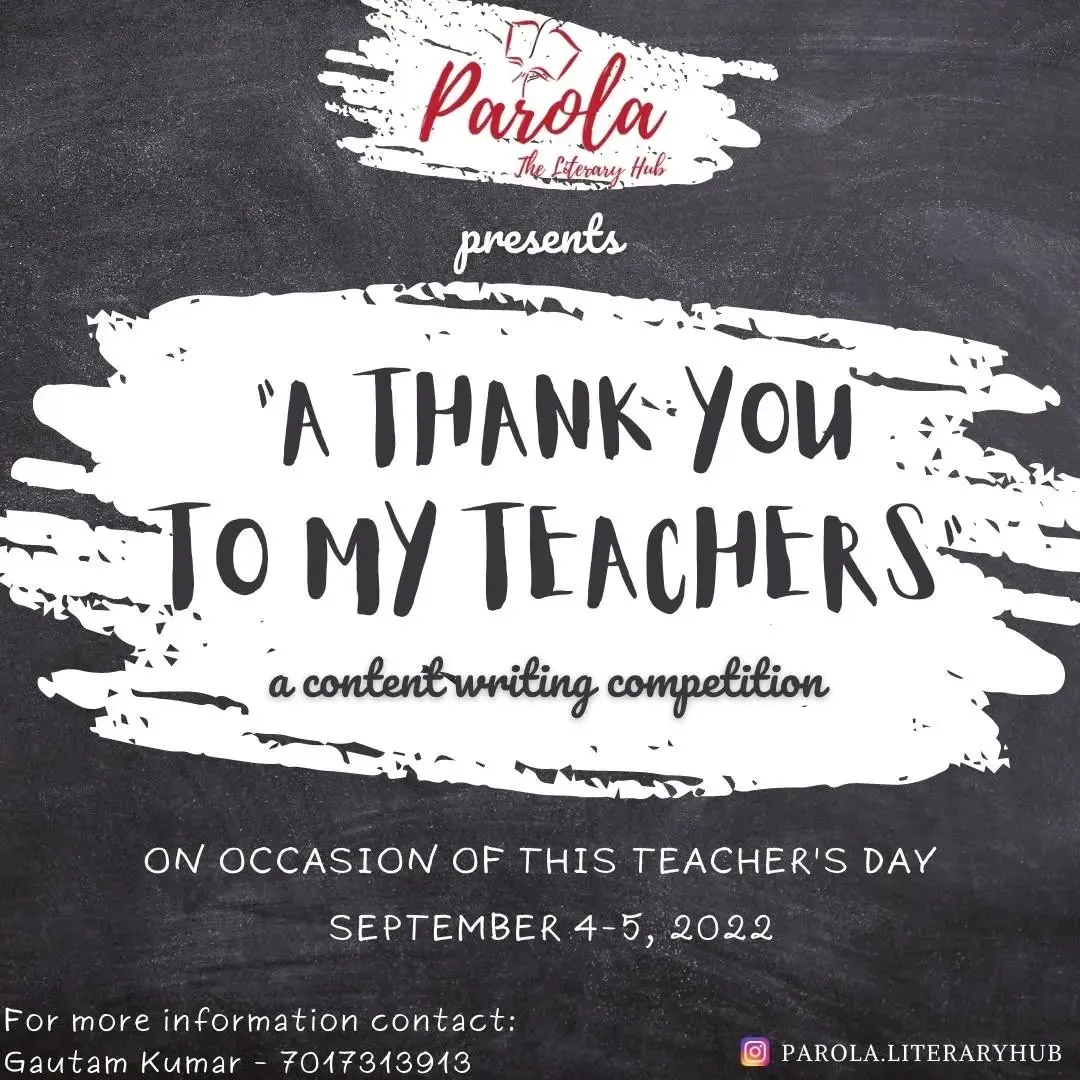 Parola
The Literary Hub
presents
"A THANK YOU
TO MY TEACHERS"
a content writing competition
ON OCCASION OF THIS TEACHER'S DAY
SEPTEMBER 4-5, 2022
For more information contact:
Gautam Kumar - 7017313913
PAROLA.LITERARYHUB